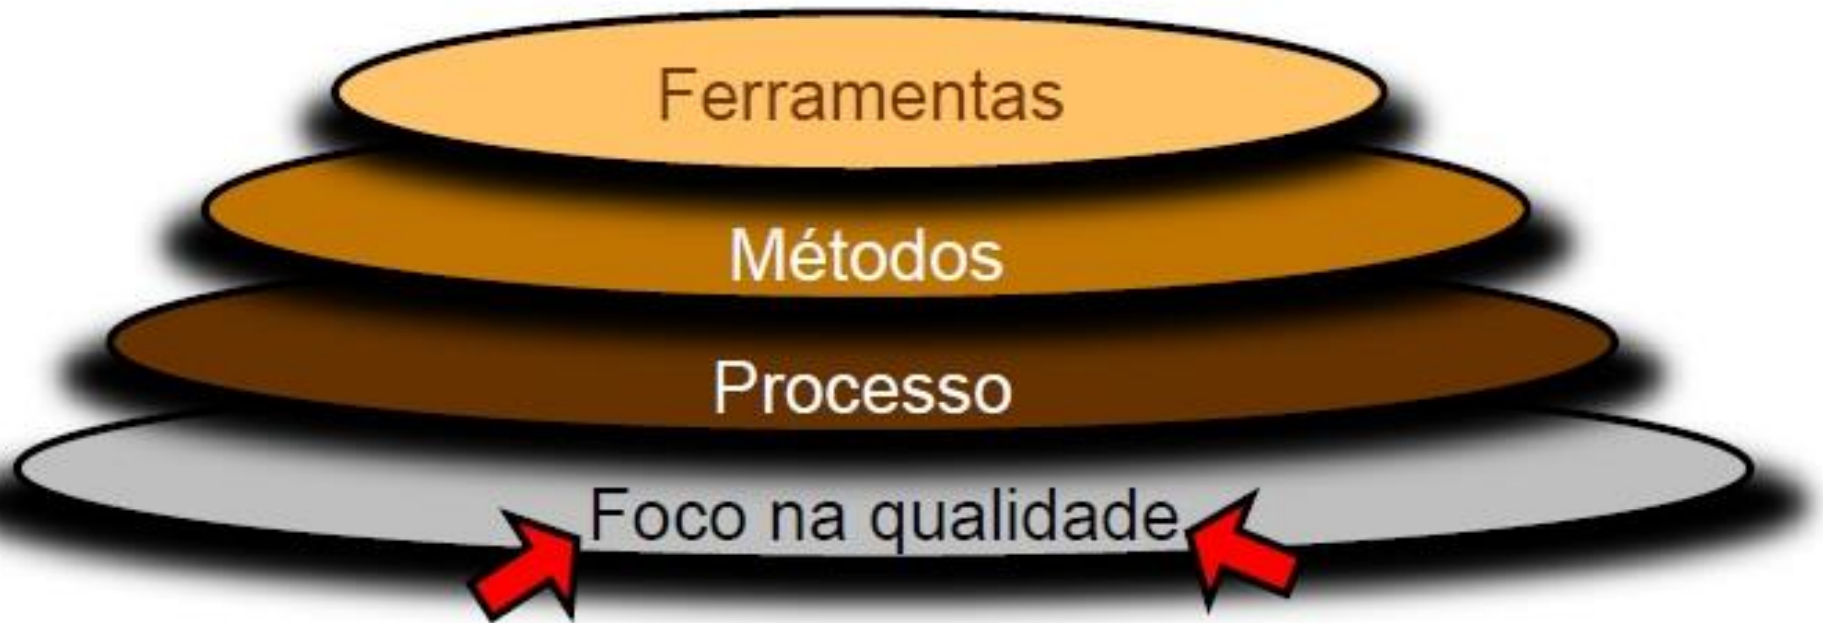 Ferramentas
Métodos
Processo
Foco na qualidade